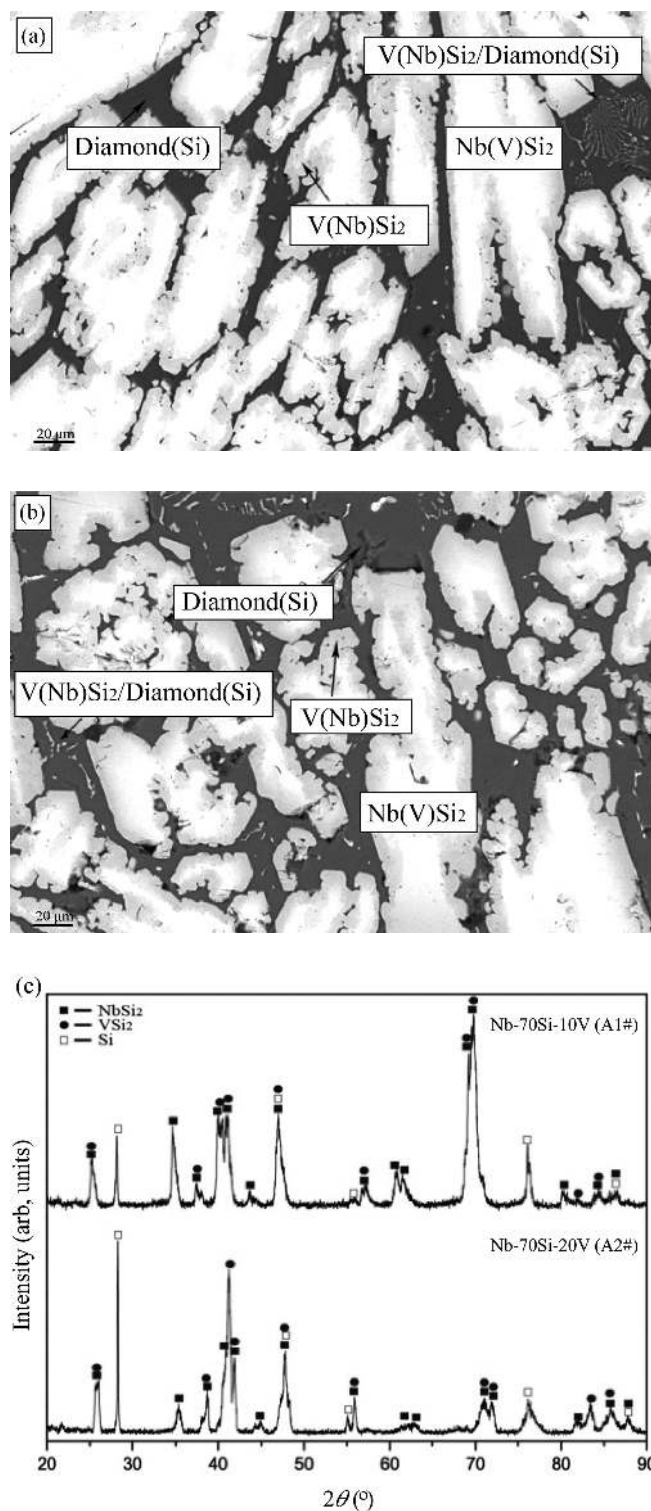 (a)
V(Nb)Si2/Diamond(Si)
Diamond(Si)
Nb(V)Si2
V(Nb)Si2
20 μm
(b)
Diamond(Si)
V(Nb)Si2/Diamond(Si)
V(Nb)Si2
Nb(V)Si2
20 μm
(c)
NbSi2
VSi2
Si
Nb-70Si-10V (A1#)
Nb-70Si-20V (A2#)
Intensity (arb, units)
20 30 40 50 60 70 80 90
2θ (º)